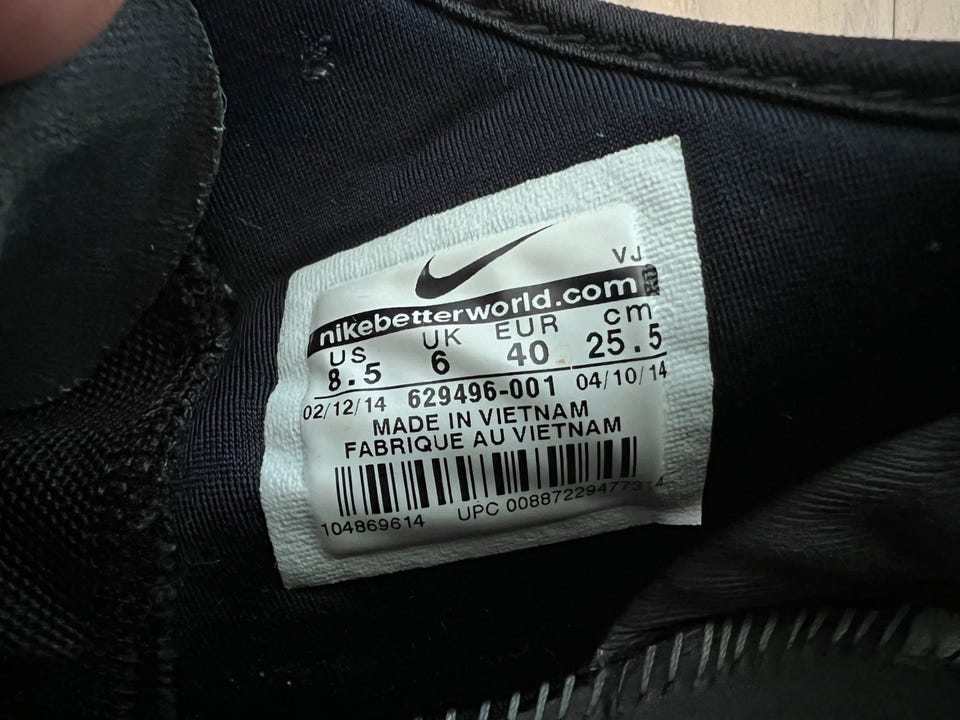 VJ
nikebetterworld.com
US UK EUR cm
8.5 6 40 25.5
02/12/14 629496-001 04/10/14
MADE IN VIETNAM
FABRIQUE AU VIETNAM
104869614 UPC 00887229477314